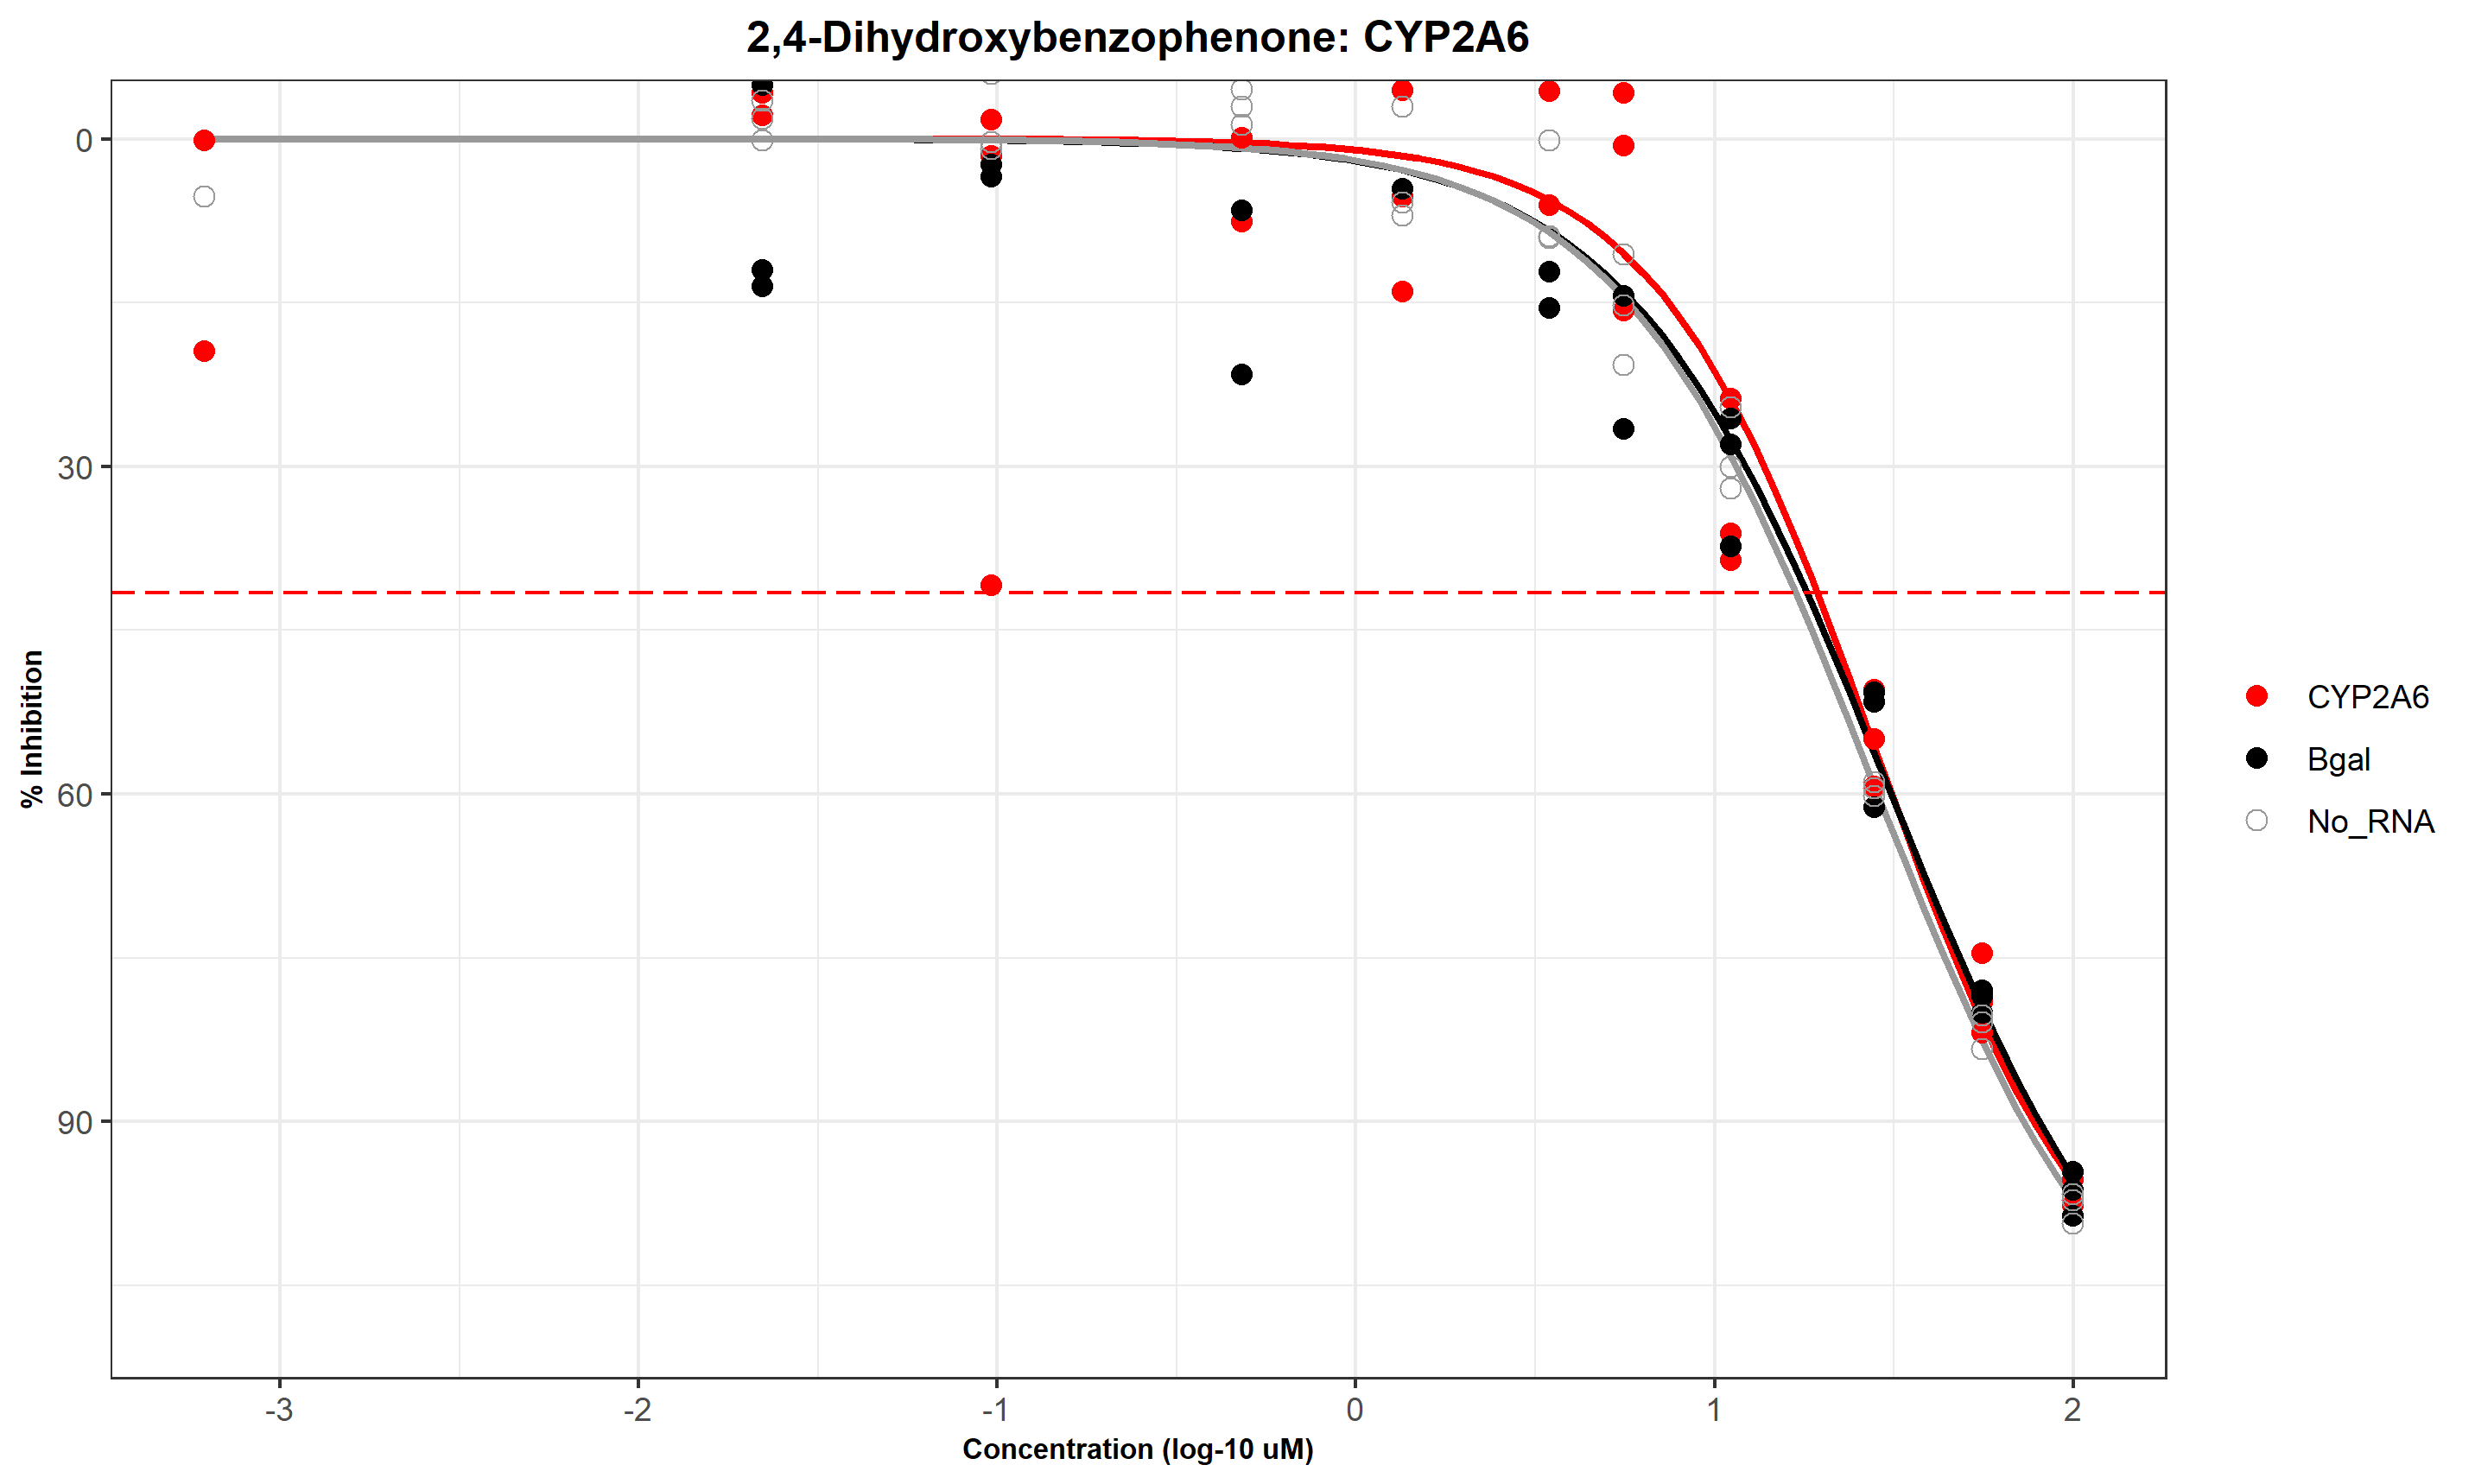 2,4-Dihydroxybenzophenone: CYP2A6
0
30
60
90
% Inhibition
-3
-2
-1
0
1
2
Concentration (log-10 uM)
CYP2A6
Bgal
No_RNA